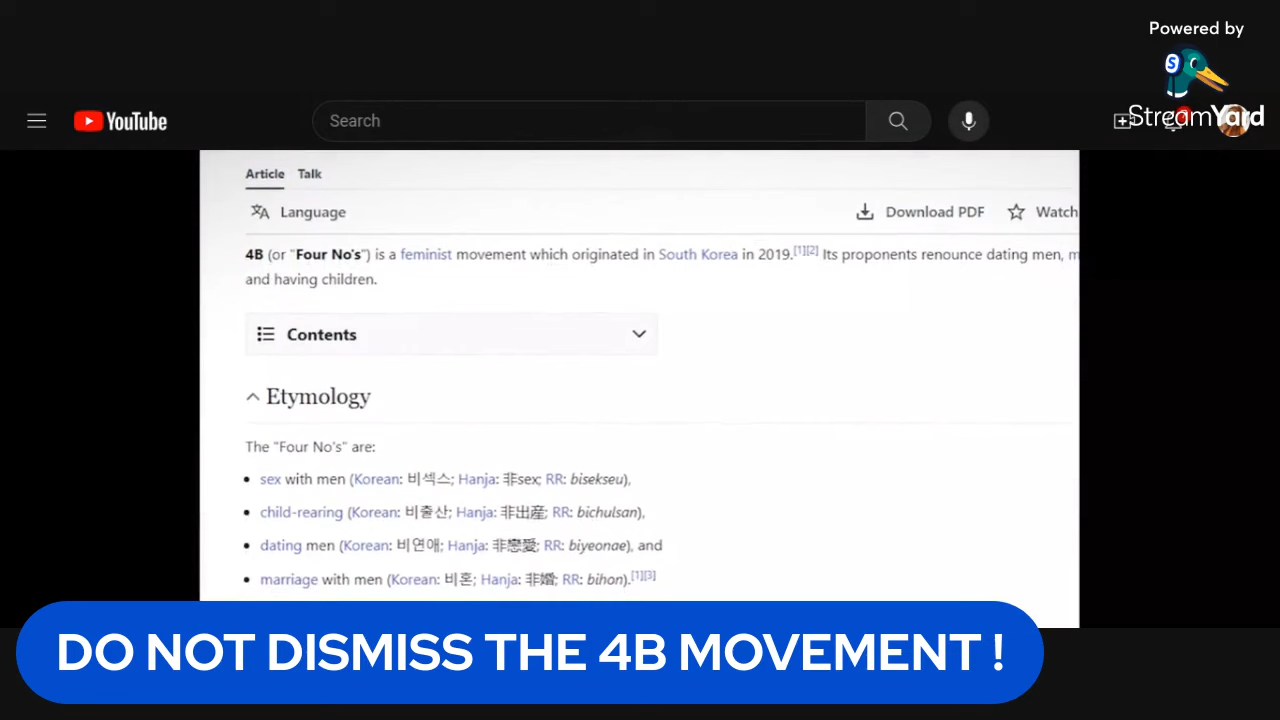 Powered by
StreamYard
YouTube
Search
Article Talk
Language Download PDF Watch
4B (or "Four No's") is a feminist movement which originated in South Korea in 2019.[1][2] Its proponents renounce dating men,
and having children.
Contents
Etymology
The "Four No's" are:
• sex with men (Korean: 비섹스; Hanja: 非sex; RR: bisekseu),
• child-rearing (Korean: 비출산; Hanja: 非出産; RR: bichulsan),
• dating men (Korean: 비연애; Hanja: 非戀愛; RR: biyeonae), and
• marriage with men (Korean: 비혼; Hanja: 非婚; RR: bihon).[1][3]
DO NOT DISMISS THE 4B MOVEMENT !